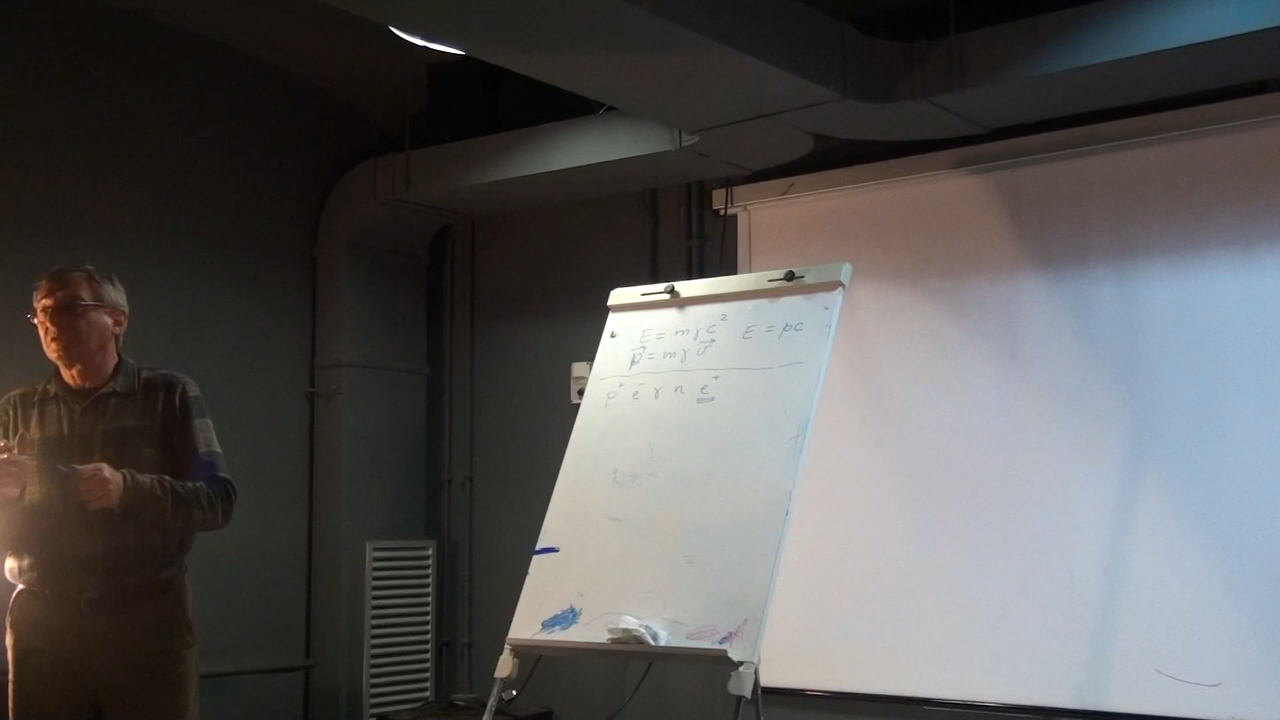 E = mγc² E = pc
p⃗ = mγv⃗
p⁺ e⁻ γ n e⁺